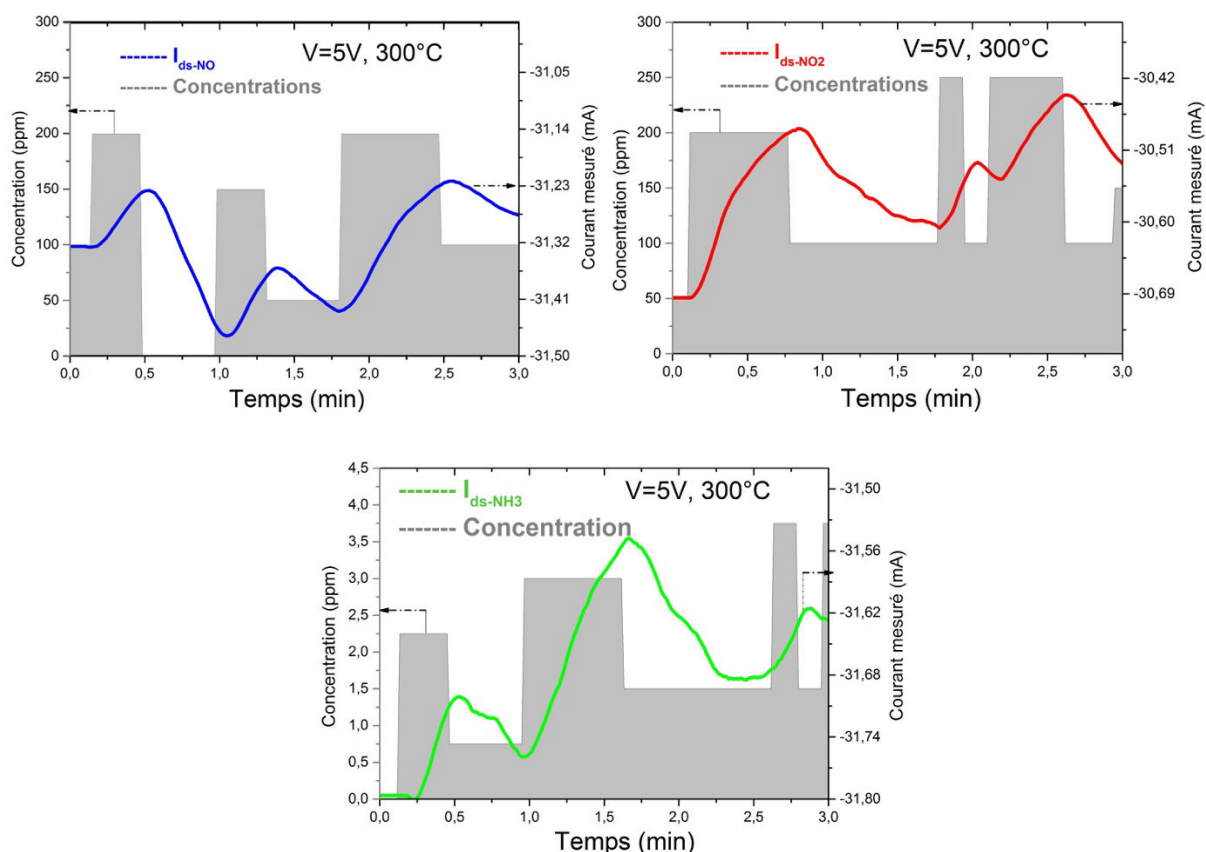 V=5V, 300°C
I ds-NO
Concentrations
Concentration (ppm)
300
250
200
150
100
50
0
-31,05
-31,14
-31,23
-31,32
-31,41
-31,50
Courant mesuré (mA)
0,0 0,5 1,0 1,5 2,0 2,5 3,0
Temps (min)
V=5V, 300°C
I ds-NO2
Concentrations
Concentration (ppm)
300
250
200
150
100
50
0
-30,42
-30,51
-30,60
-30,69
Courant mesuré (mA)
0,0 0,5 1,0 1,5 2,0 2,5 3,0
Temps (min)
V=5V, 300°C
I ds-NH3
Concentration
Concentration (ppm)
4,5
4,0
3,5
3,0
2,5
2,0
1,5
1,0
0,5
0,0
-31,50
-31,56
-31,62
-31,68
-31,74
-31,80
Courant mesuré (mA)
0,0 0,5 1,0 1,5 2,0 2,5 3,0
Temps (min)